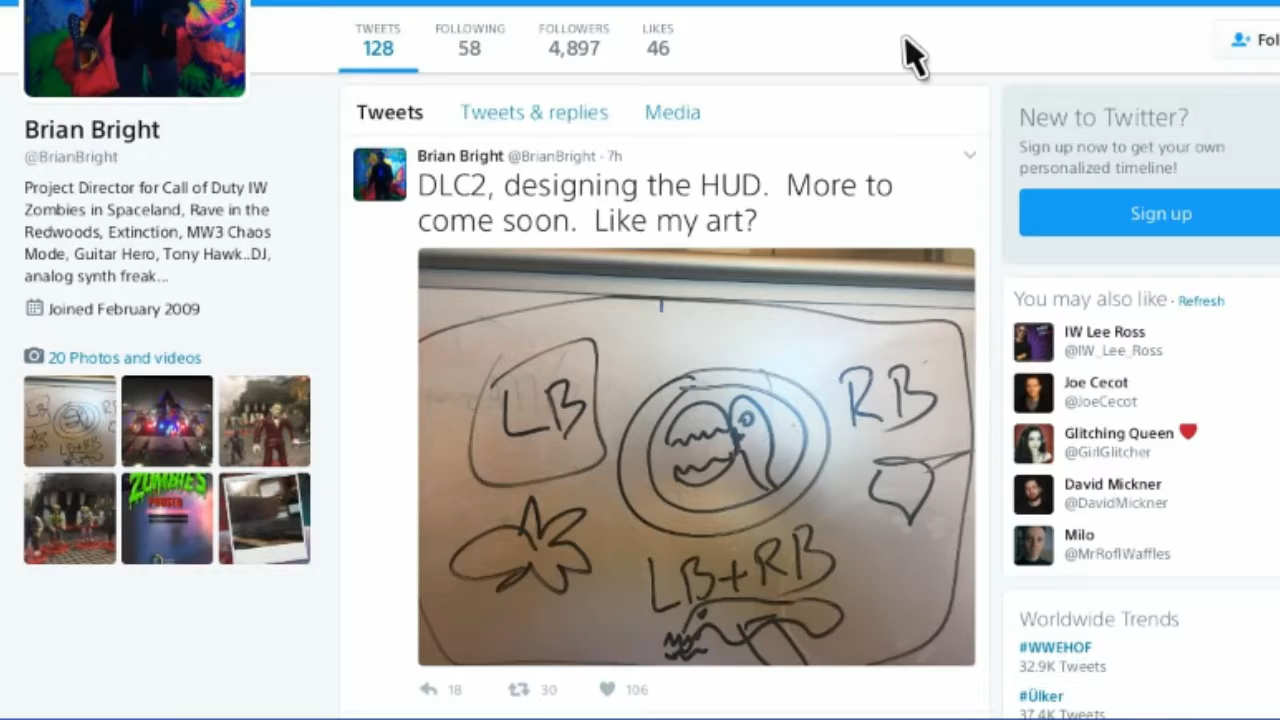 TWEETS FOLLOWING FOLLOWERS LIKES
128 58 4,897 46
Fol
Brian Bright
@BrianBright
Project Director for Call of Duty IW
Zombies in Spaceland, Rave in the
Redwoods, Extinction, MW3 Chaos
Mode, Guitar Hero, Tony Hawk..DJ,
analog synth freak...
Joined February 2009
20 Photos and videos
ZOMBIES
Tweets Tweets & replies Media
Brian Bright @BrianBright · 7h
DLC2, designing the HUD. More to
come soon. Like my art?
LB
RB
LB+RB
18 30 106
New to Twitter?
Sign up now to get your own
personalized timeline!
Sign up
You may also like · Refresh
IW Lee Ross
@IW_Lee_Ross
Joe Cecot
@JoeCecot
Glitching Queen ♥
@GirlGlitcher
David Mickner
@DavidMickner
Milo
@MrRoflWaffles
Worldwide Trends
#WWEHOF
32.9K Tweets
#Ülker
37.4K Tweets